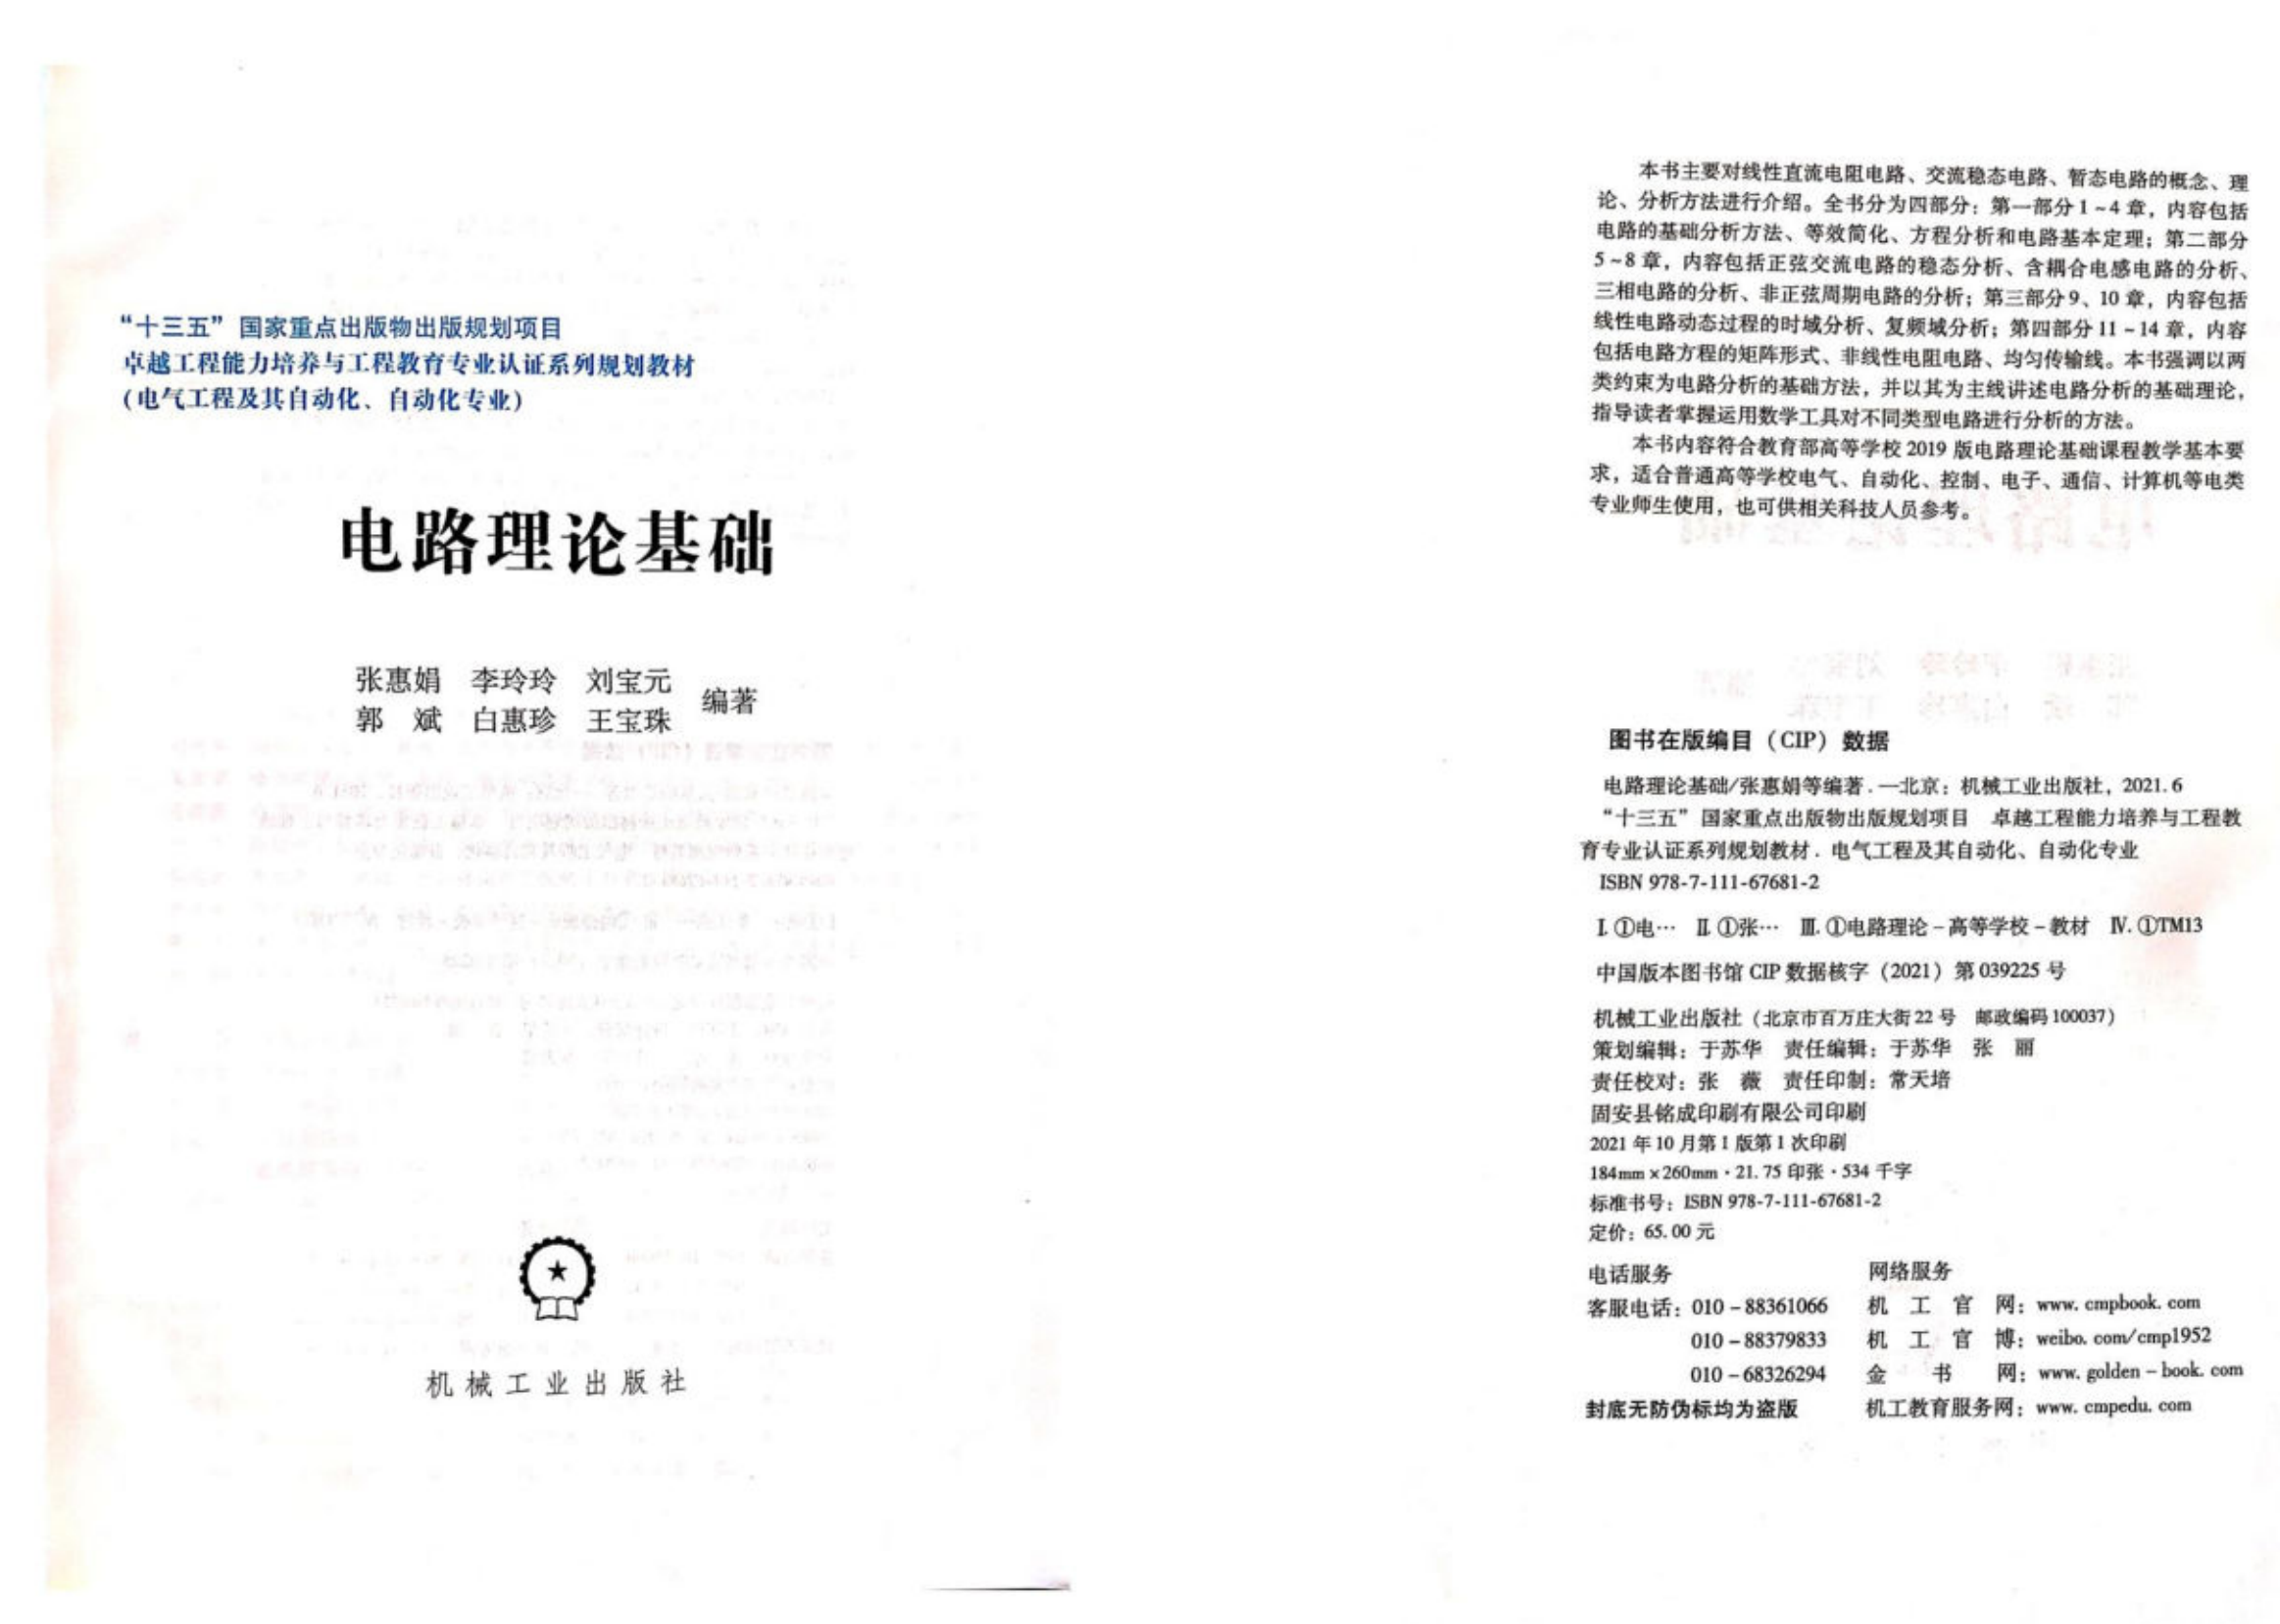 “十三五”国家重点出版物出版规划项目
卓越工程能力培养与工程教育专业认证系列规划教材
(电气工程及其自动化、自动化专业)
电路理论基础
张惠娟 李玲玲 刘宝元
郭 斌 白惠珍 王宝珠
编著
机械工业出版社
本书主要对线性直流电阻电路、交流稳态电路、暂态电路的概念、理
论、分析方法进行介绍。全书分为四部分：第一部分1~4章，内容包括
电路的基础分析方法、等效简化、方程分析和电路基本定理；第二部分
5~8章，内容包括正弦交流电路的稳态分析、含耦合电感电路的分析、
三相电路的分析、非正弦周期电路的分析；第三部分9、10章，内容包括
线性电路动态过程的时域分析、复频域分析；第四部分11~14章，内容
包括电路方程的矩阵形式、非线性电阻电路、均匀传输线。本书强调以两
类约束为电路分析的基础方法，并以其为主线讲述电路分析的基础理论，
指导读者掌握运用数学工具对不同类型电路进行分析的方法。
本书内容符合教育部高等学校2019版电路理论基础课程教学基本要
求，适合普通高等学校电气、自动化、控制、电子、通信、计算机等电类
专业师生使用，也可供相关科技人员参考。
图书在版编目（CIP）数据
电路理论基础/张惠娟等编著.—北京：机械工业出版社，2021.6
“十三五”国家重点出版物出版规划项目 卓越工程能力培养与工程教
育专业认证系列规划教材. 电气工程及其自动化、自动化专业
ISBN 978-7-111-67681-2
Ⅰ.①电… Ⅱ.①张… Ⅲ.①电路理论-高等学校-教材 Ⅳ.①TM13
中国版本图书馆CIP数据核字（2021）第039225号
机械工业出版社（北京市百万庄大街22号 邮政编码100037）
策划编辑：于苏华 责任编辑：于苏华 张 丽
责任校对：张 薇 责任印制：常天培
固安县铭成印刷有限公司印刷
2021年10月第1版第1次印刷
184mm×260mm·21.75印张·534千字
标准书号：ISBN 978-7-111-67681-2
定价：65.00元
电话服务 网络服务
客服电话：010-88361066 机 工 官 网：www.cmpbook.com
010-88379833 机 工 官 博：weibo.com/cmp1952
010-68326294 金 书 网：www.golden-book.com
封底无防伪标均为盗版 机工教育服务网：www.cmpedu.com